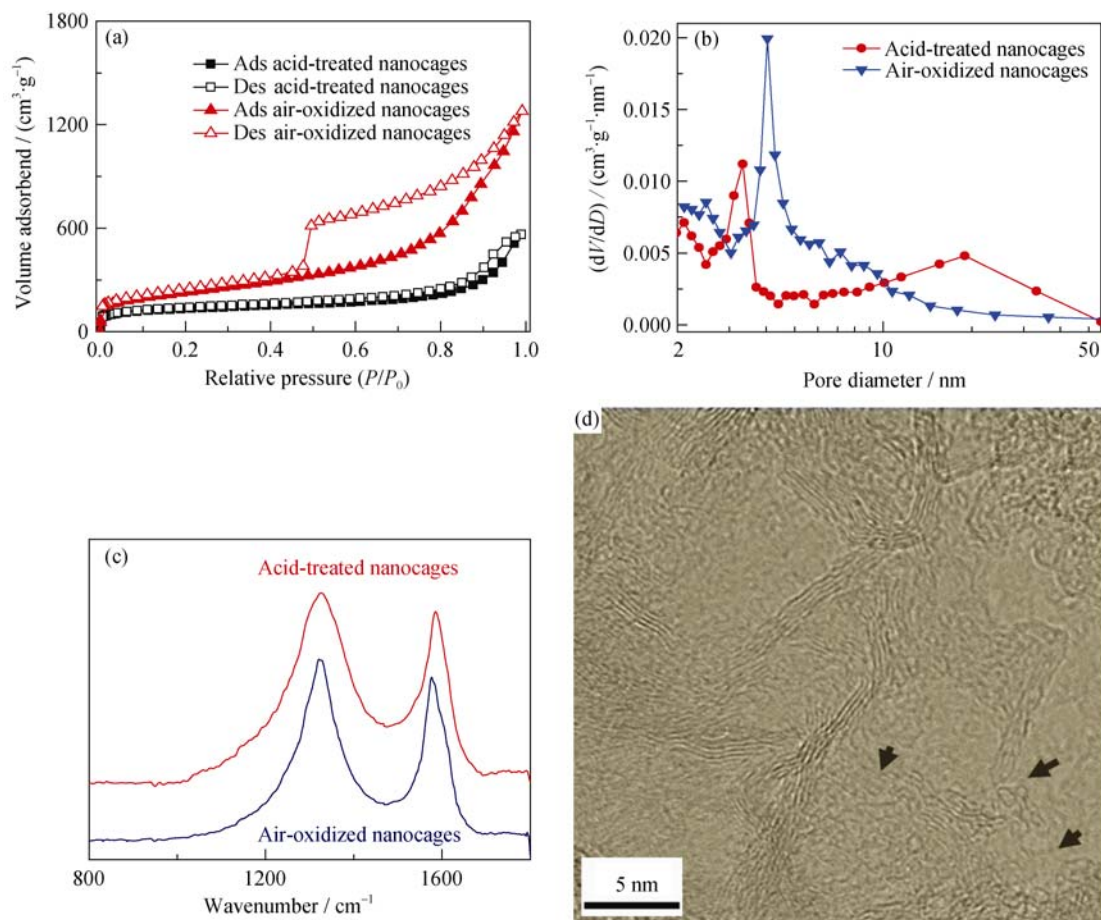 (a)
1800
1200
600
0
Volume adsorbend / (cm³·g⁻¹)
Ads acid-treated nanocages
Des acid-treated nanocages
Ads air-oxidized nanocages
Des air-oxidized nanocages
0.0 0.2 0.4 0.6 0.8 1.0
Relative pressure (P/P₀)
(b)
0.020
0.015
0.010
0.005
0.000
(dV/dD) / (cm³·g⁻¹·nm⁻¹)
Acid-treated nanocages
Air-oxidized nanocages
2 10 50
Pore diameter / nm
(c)
Acid-treated nanocages
Air-oxidized nanocages
800 1200 1600
Wavenumber / cm⁻¹
(d)
5 nm